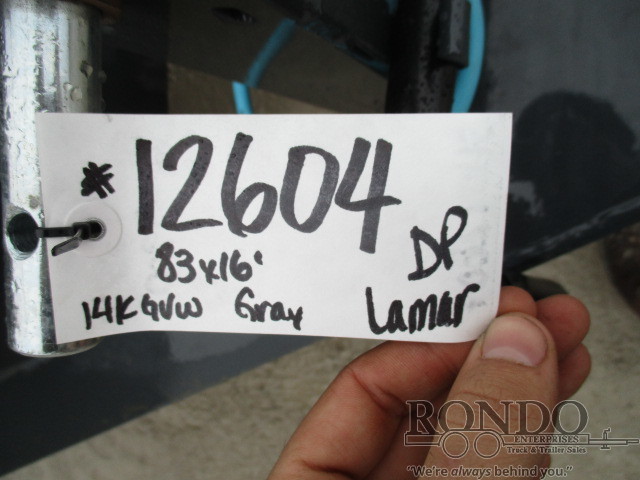 *12604
83x16' DP
14K GVW Gray Lamar
RONDO
ENTERPRISES
Truck & Trailer Sales
"We're always behind you."